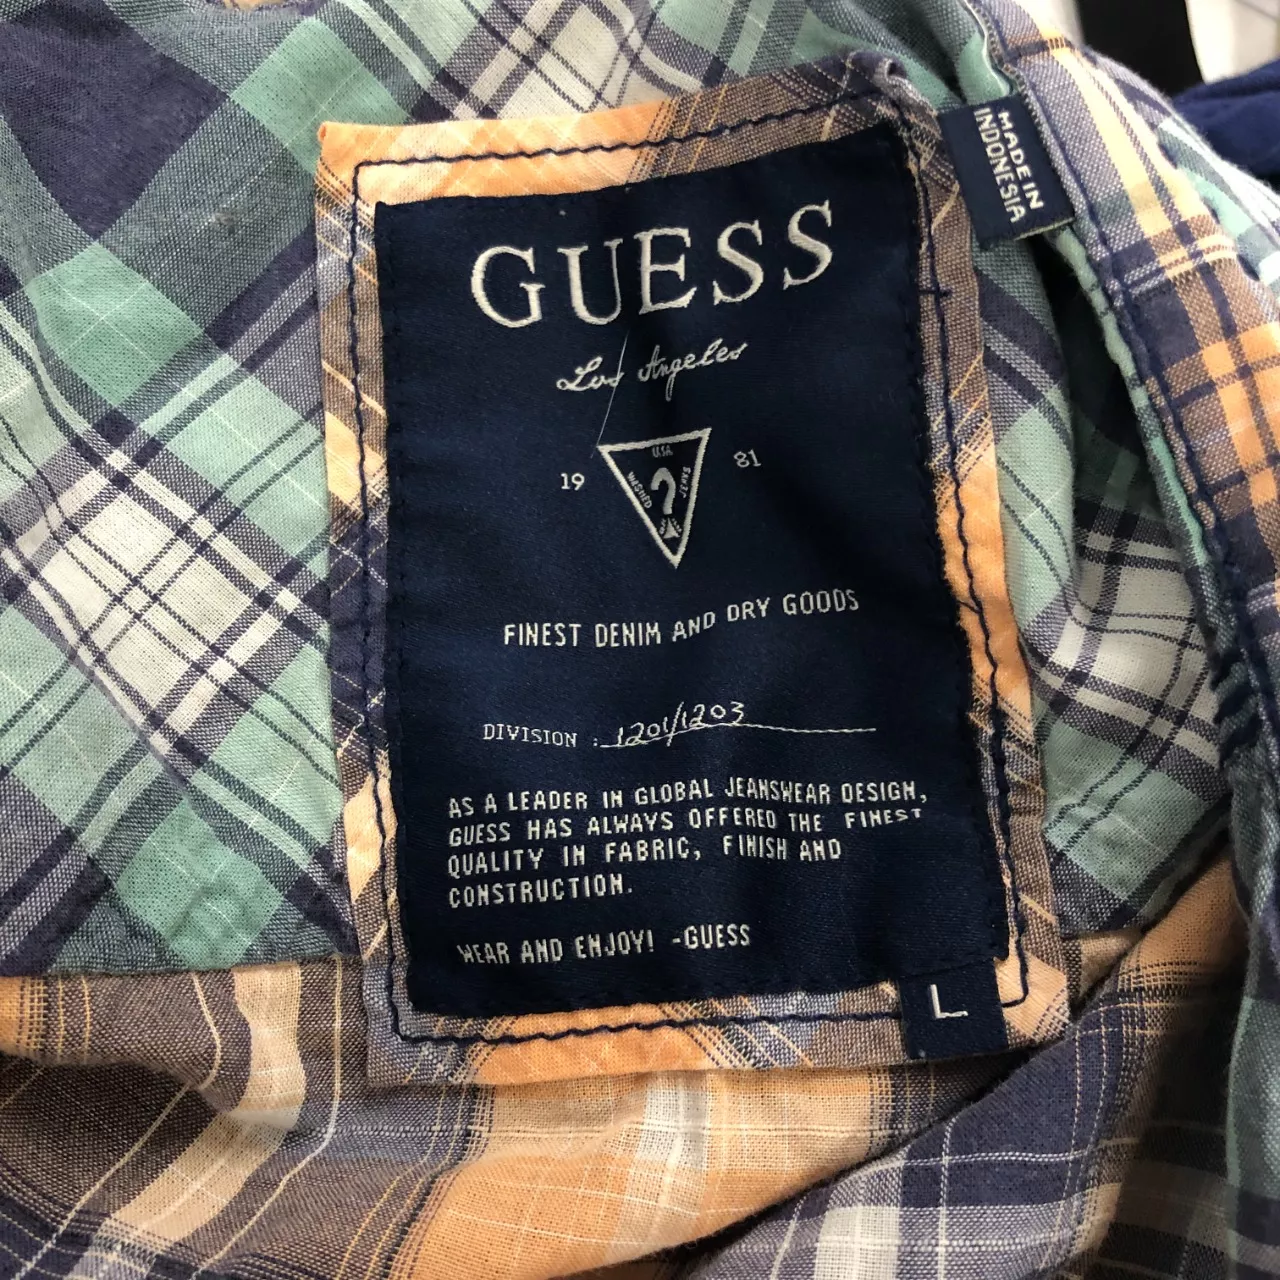 MADE IN
INDONESIA
GUESS
Los Angeles
19 81
U.S.A.
WASHED ? JEANS
FINEST DENIM AND DRY GOODS
DIVISION : 1201/1203
AS A LEADER IN GLOBAL JEANSWEAR DESIGN,
GUESS HAS ALWAYS OFFERED THE FINEST
QUALITY IN FABRIC, FINISH AND
CONSTRUCTION.
WEAR AND ENJOY! -GUESS
L